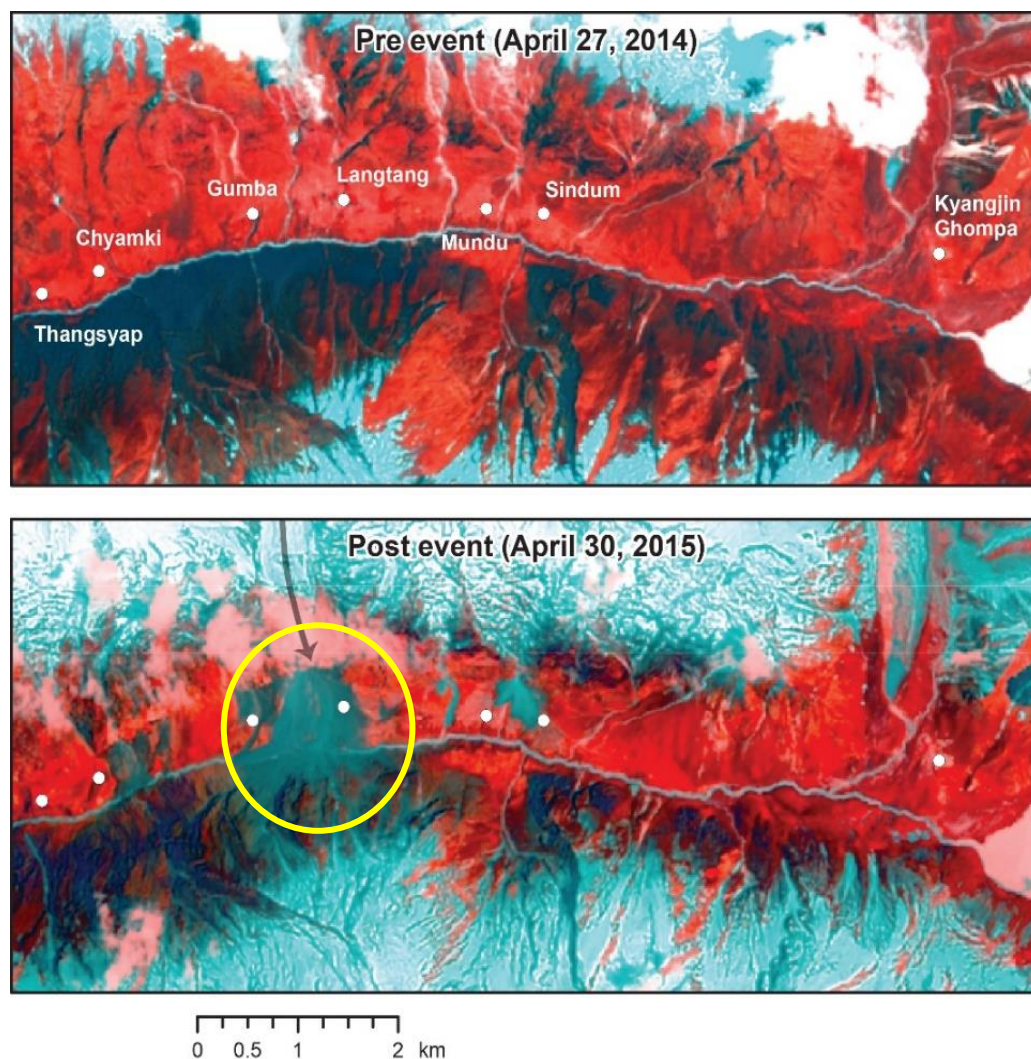 Pre event (April 27, 2014)
Langtang
Gumba
Sindum
Kyangjin
Ghompa
Mundu
Chyamki
Thangsyap
Post event (April 30, 2015)
0 0.5 1 2 km